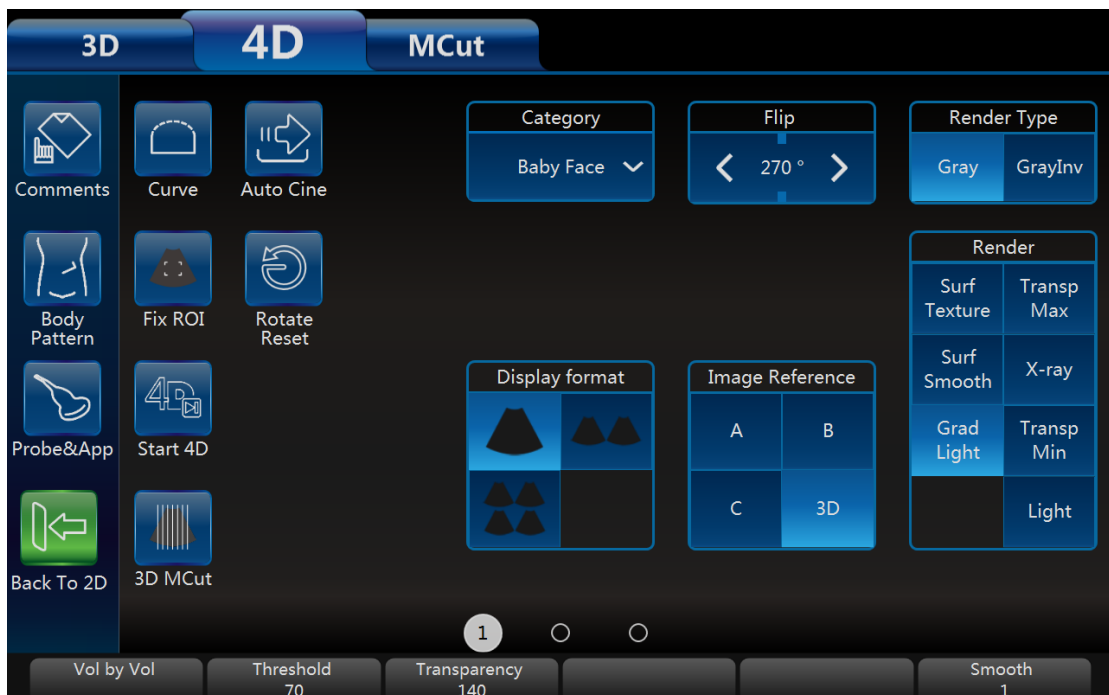 3D
4D
MCut
Comments
Curve
Auto Cine
Category
Baby Face
Flip
270 °
Render Type
Gray
GrayInv
Body
Pattern
Fix ROI
Rotate
Reset
Render
Surf
Texture
Transp
Max
Surf
Smooth
X-ray
Grad
Light
Transp
Min
Light
Probe&App
4D
Start 4D
Display format
Image Reference
A
B
C
3D
Back To 2D
3D MCut
1
Vol by Vol
Threshold
70
Transparency
140
Smooth
1